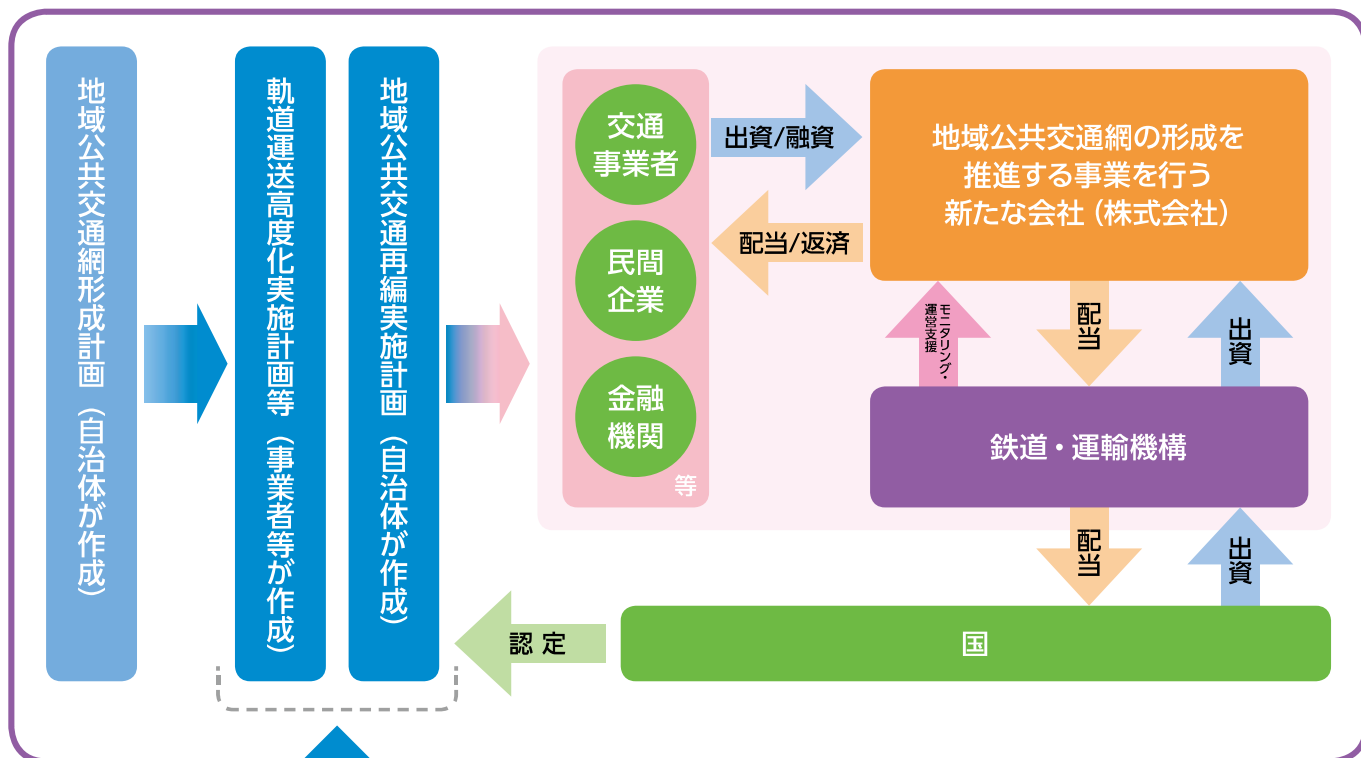 地域公共交通網形成計画（自治体が作成）
軌道運送高度化実施計画等（事業者等が作成）
地域公共交通再編実施計画（自治体が作成）
交通
事業者
民間
企業
金融
機関
等
出資/融資
配当/返済
地域公共交通網の形成を
推進する事業を行う
新たな会社（株式会社）
モニタリング・
運営支援
配当
出資
鉄道・運輸機構
配当
出資
認定
国